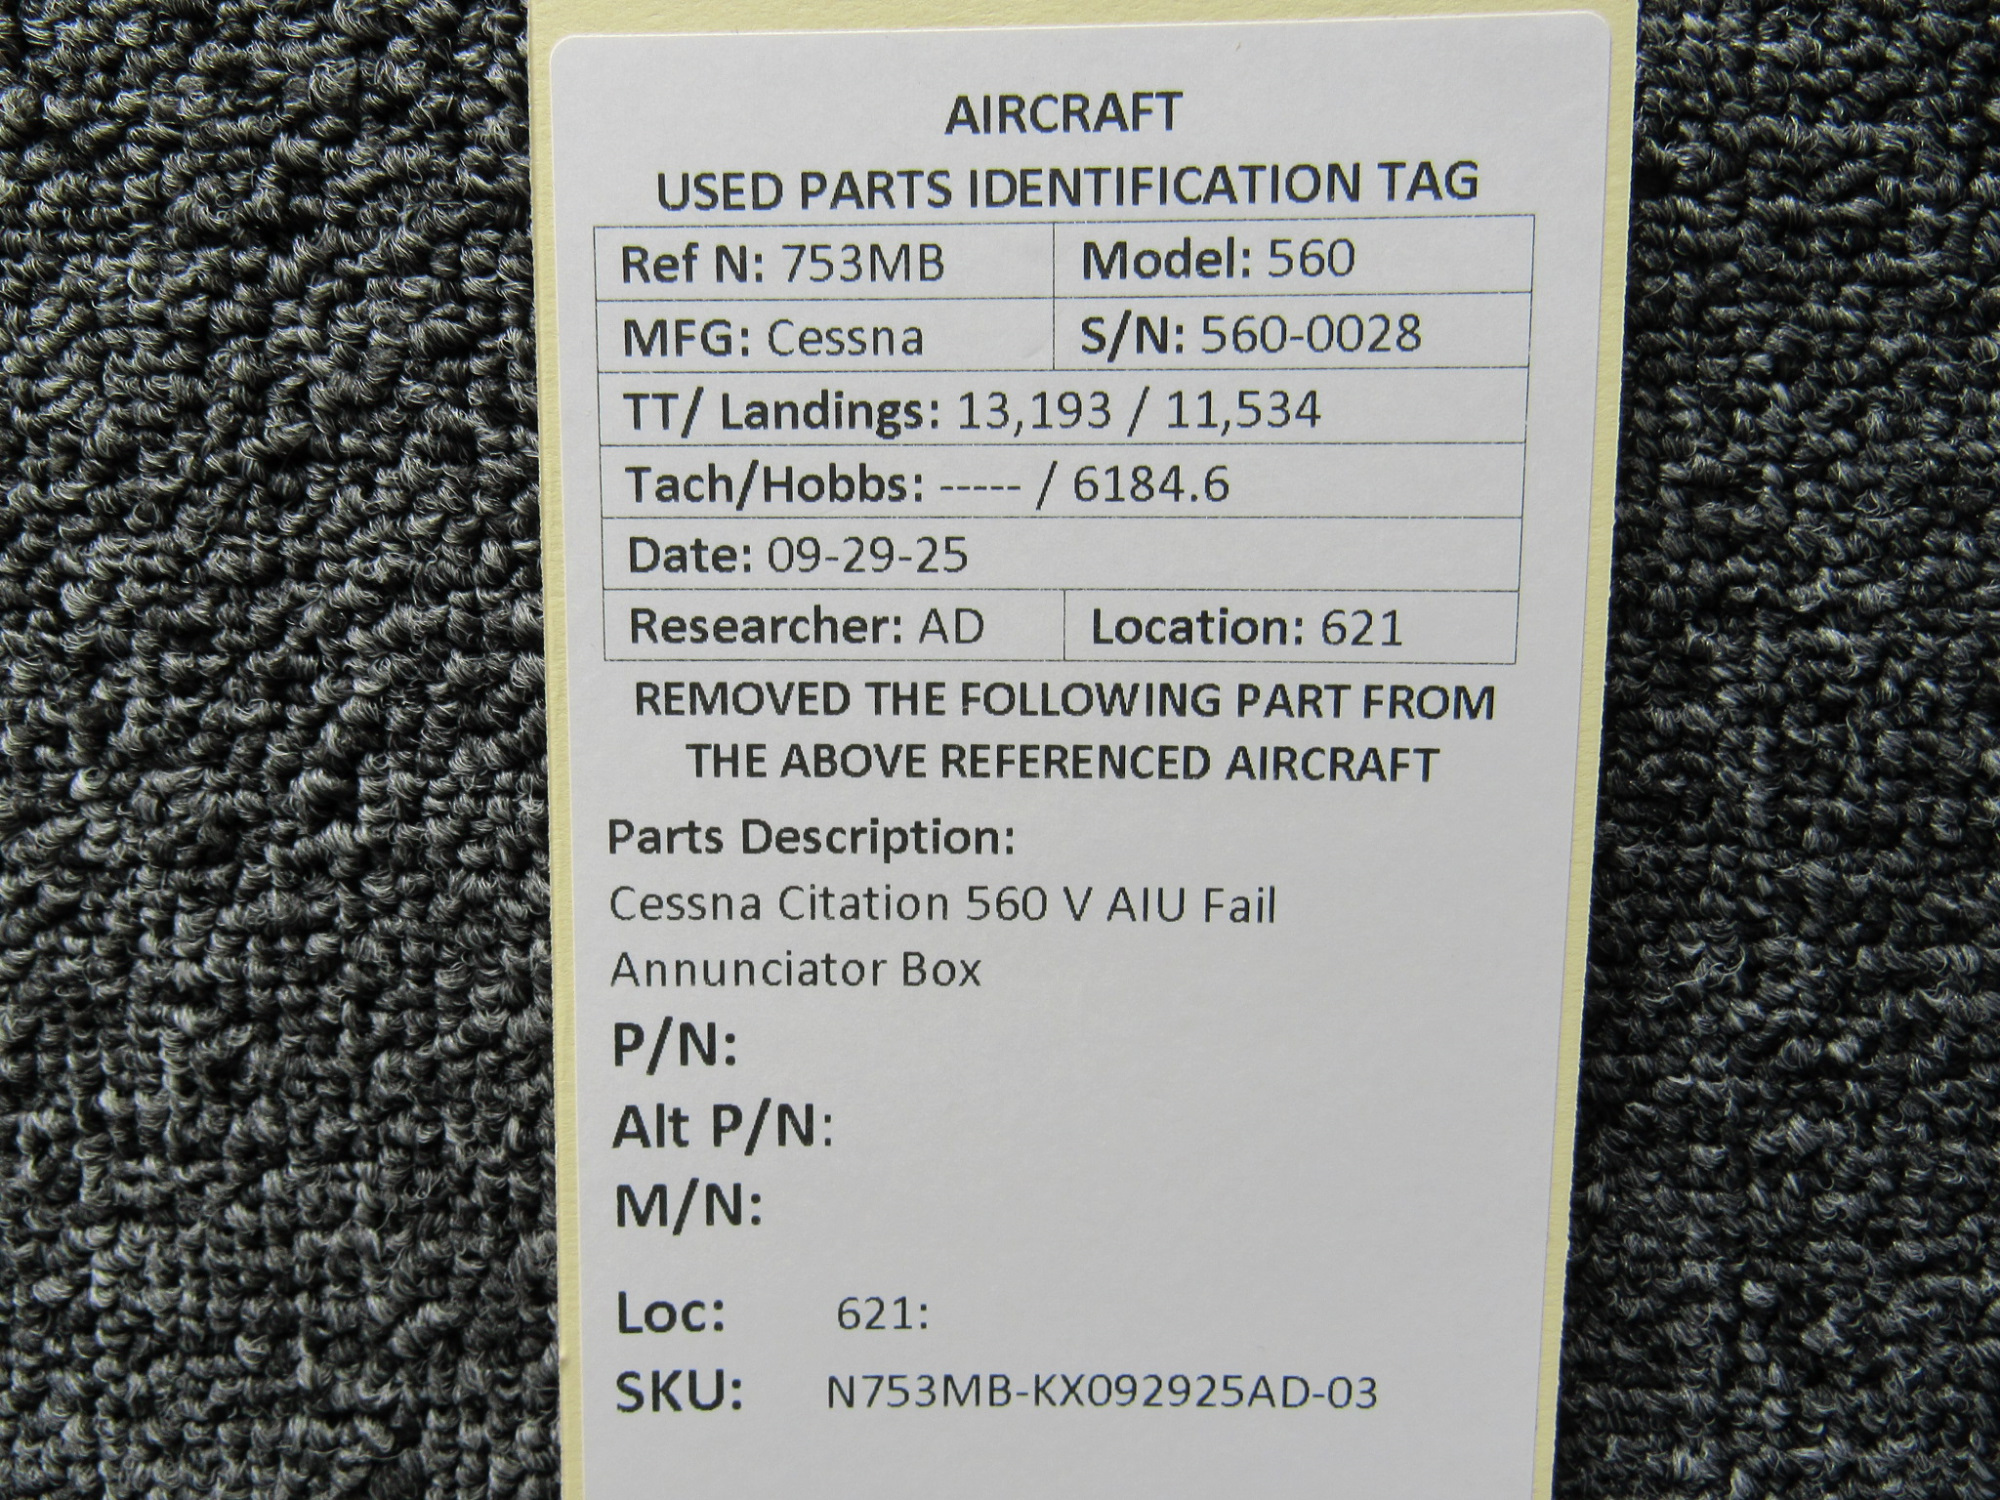 AIRCRAFT
USED PARTS IDENTIFICATION TAG
Ref N: 753MB Model: 560
MFG: Cessna S/N: 560-0028
TT/ Landings: 13,193 / 11,534
Tach/Hobbs: ----- / 6184.6
Date: 09-29-25
Researcher: AD Location: 621
REMOVED THE FOLLOWING PART FROM
THE ABOVE REFERENCED AIRCRAFT
Parts Description:
Cessna Citation 560 V AIU Fail
Annunciator Box
P/N:
Alt P/N:
M/N:
Loc: 621:
SKU: N753MB-KX092925AD-03